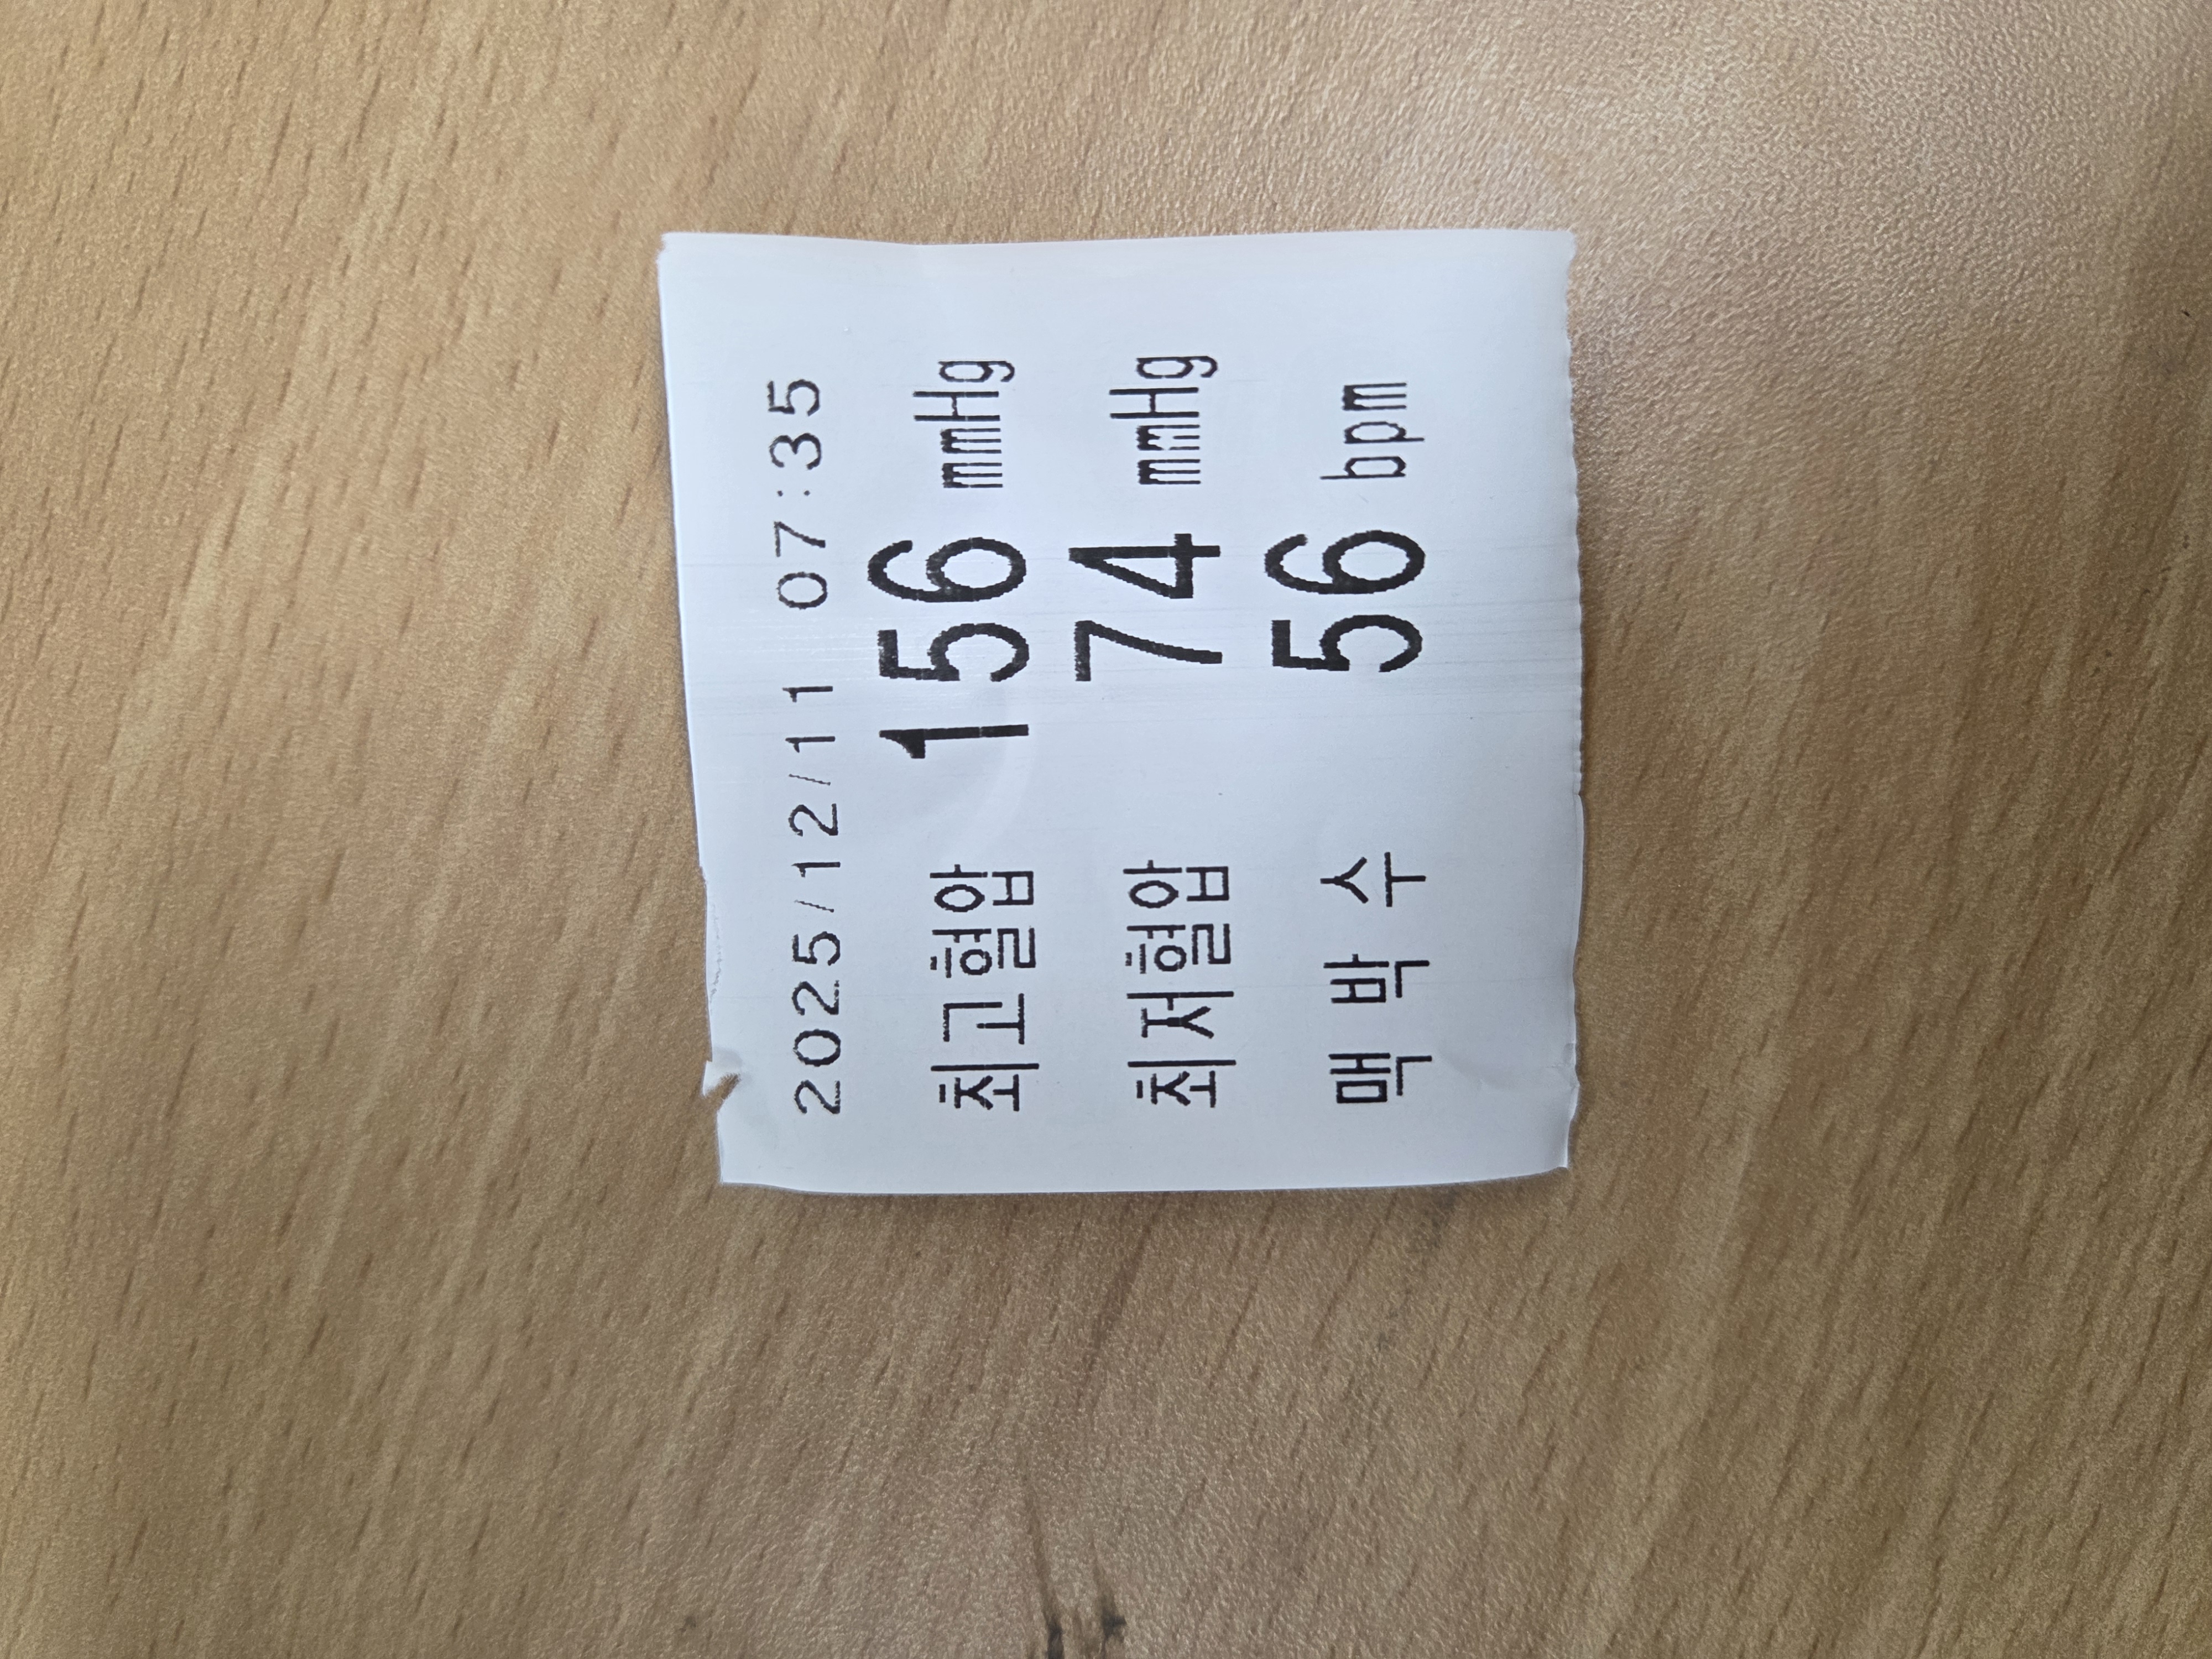 2025/12/11 07:35
최고혈압 156 mmHg
최저혈압 74 mmHg
맥 박 수 56 bpm